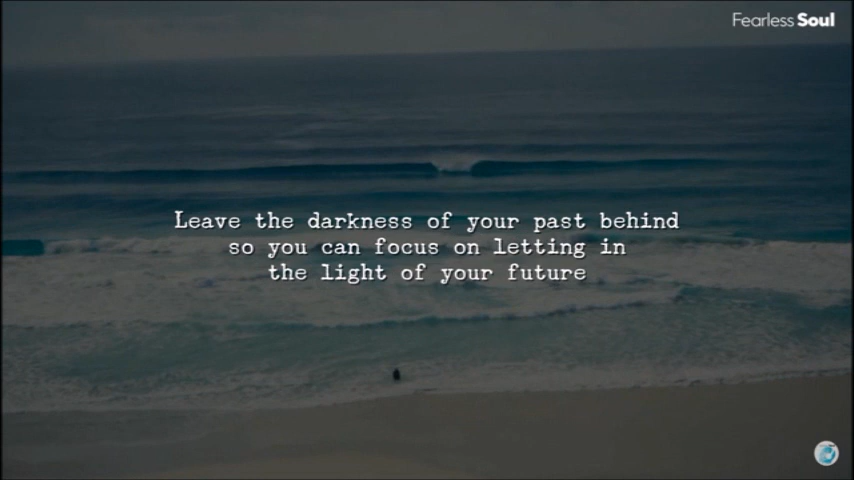 Fearless Soul
Leave the darkness of your past behind
so you can focus on letting in
the light of your future